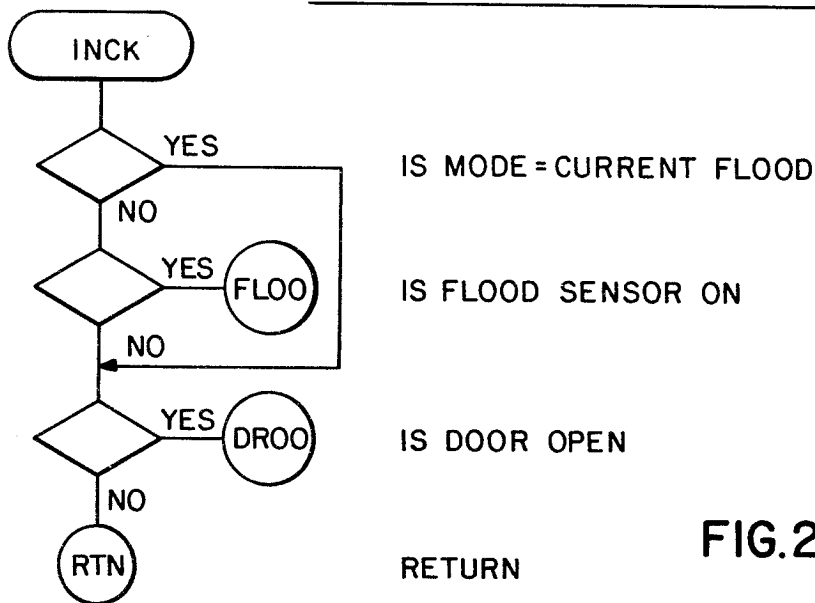 INCK
YES
IS MODE = CURRENT FLOOD
NO
YES
FLOO
IS FLOOD SENSOR ON
NO
YES
DROO
IS DOOR OPEN
NO
RTN
RETURN
FIG.2